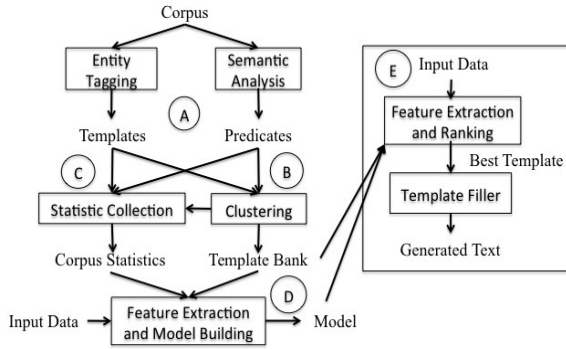 Corpus
Entity
Tagging
Semantic
Analysis
A
Templates
Predicates
C
B
Statistic Collection
Clustering
Corpus Statistics
Template Bank
D
Input Data
Feature Extraction
and Model Building
Model
E
Input Data
Feature Extraction
and Ranking
Best Template
Template Filler
Generated Text